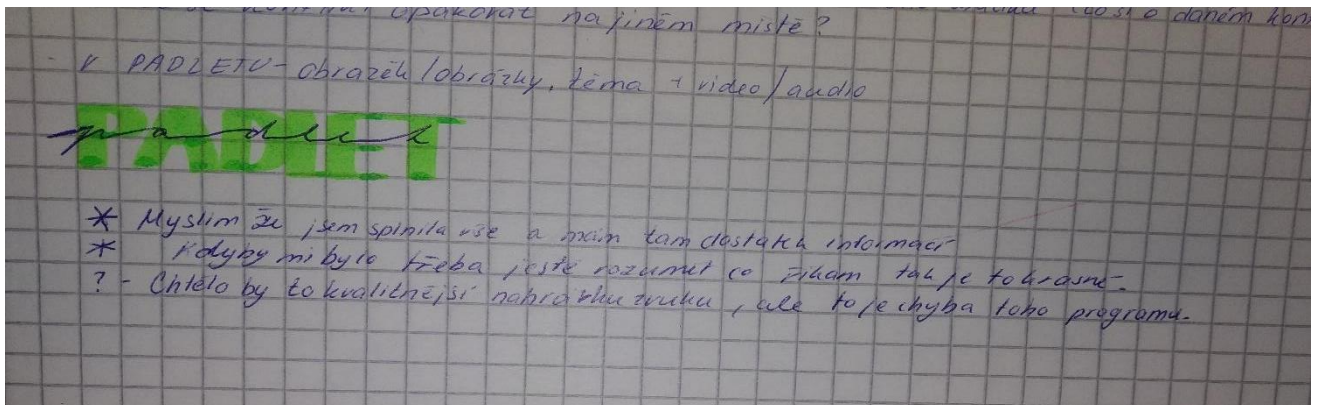 opakovat na jiném místě? o daném
- V PADLETU - obrázek/obrázky, téma + video/audio
PADLET
padlet
* Myslím že jsem splnila vše a mám tam dostatek informací
* Kdyby mi bylo třeba ještě rozumět co říkám tak je to krásné.
? - Chtělo by to kvalitnější nahrávku zvuku, ale to je chyba toho programu.